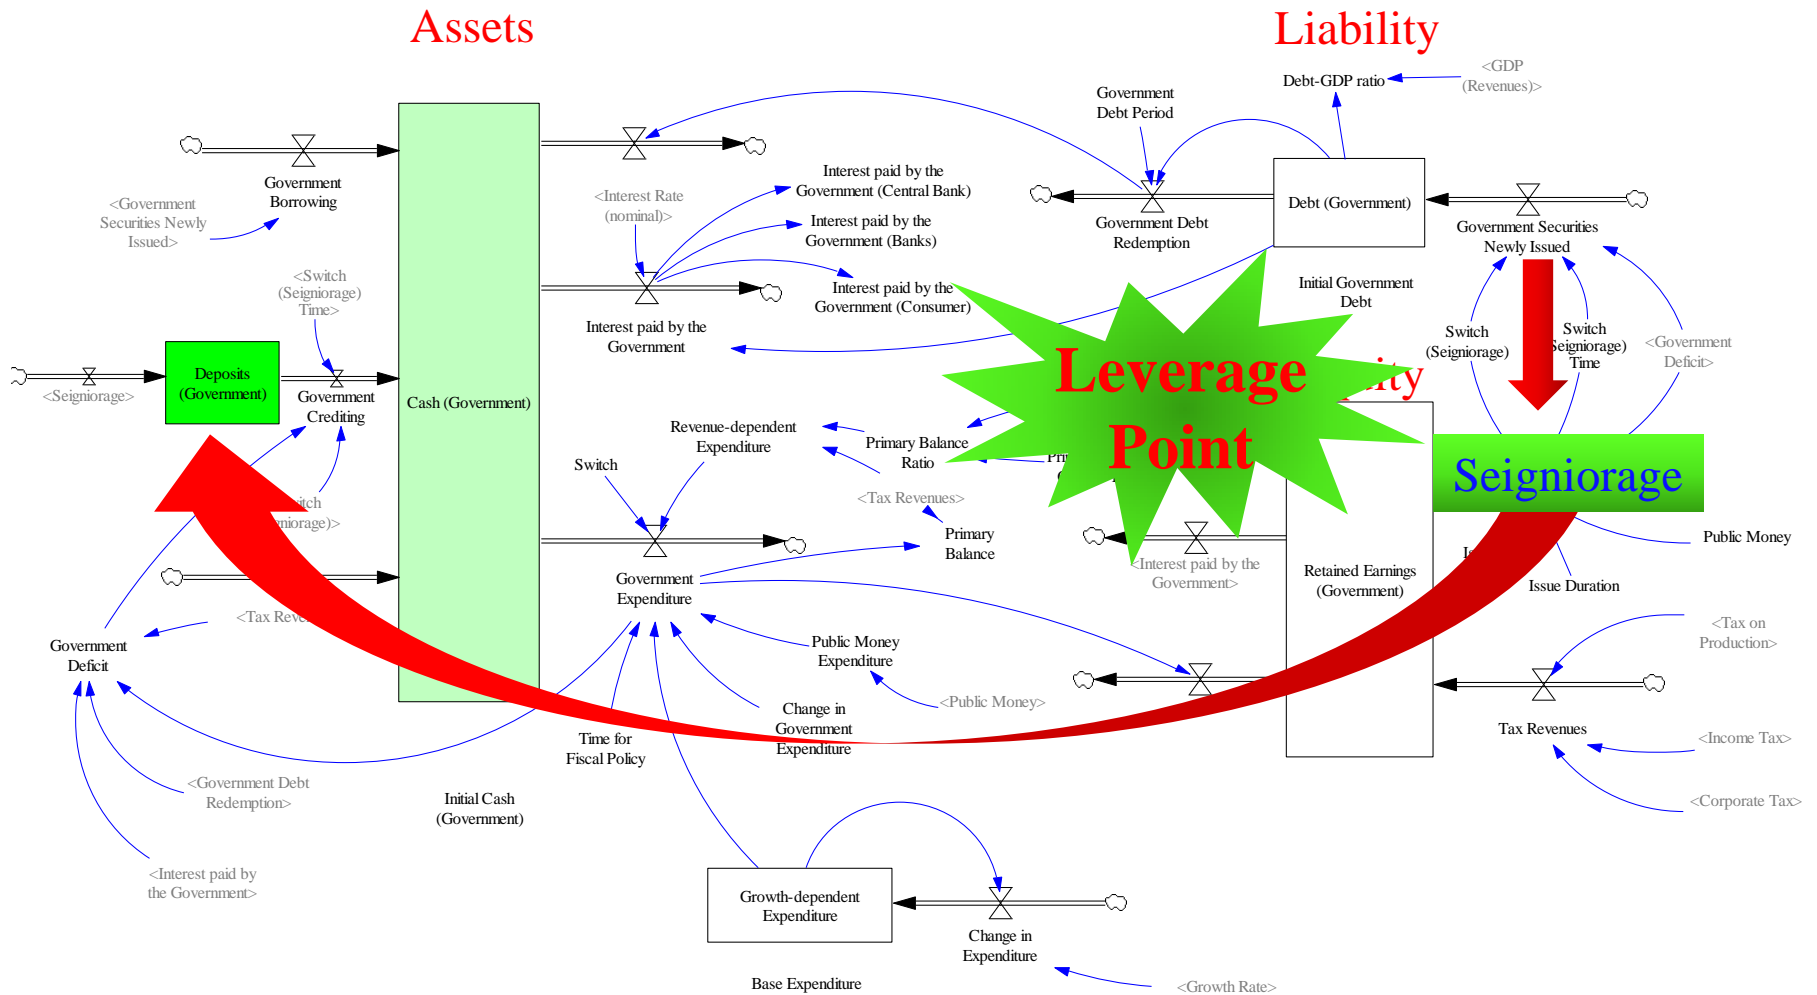 Assets
Liability
Debt-GDP ratio
<GDP
(Revenues)>
Government
Debt Period
Government
Borrowing
<Government
Securities Newly
Issued>
<Interest Rate
(nominal)>
Interest paid by the
Government (Central Bank)
Interest paid by the
Government (Banks)
Interest paid by the
Government (Consumer)
Interest paid by the
Government
Government Debt
Redemption
Debt (Government)
Government Securities
Newly Issued
Initial Government
Debt
<Switch
(Seigniorage)
Time>
<Seigniorage>
Deposits
(Government)
Government
Crediting
Cash (Government)
Leverage
Point
Switch
(Seigniorage)
Switch
Seigniorage)
Time
<Government
Deficit>
Seigniorage
Revenue-dependent
Expenditure
Primary Balance
Ratio
Switch
<Tax Revenues>
Primary
Balance
Government
Expenditure
<Interest paid by the
Government>
Retained Earnings
(Government)
Public Money
Issue Duration
<Tax on
Production>
Government
Deficit
Public Money
Expenditure
<Public Money>
Change in
Government
Expenditure
Time for
Fiscal Policy
Tax Revenues
<Income Tax>
<Corporate Tax>
<Government Debt
Redemption>
Initial Cash
(Government)
<Interest paid by
the Government>
Growth-dependent
Expenditure
Change in
Expenditure
Base Expenditure
<Growth Rate>